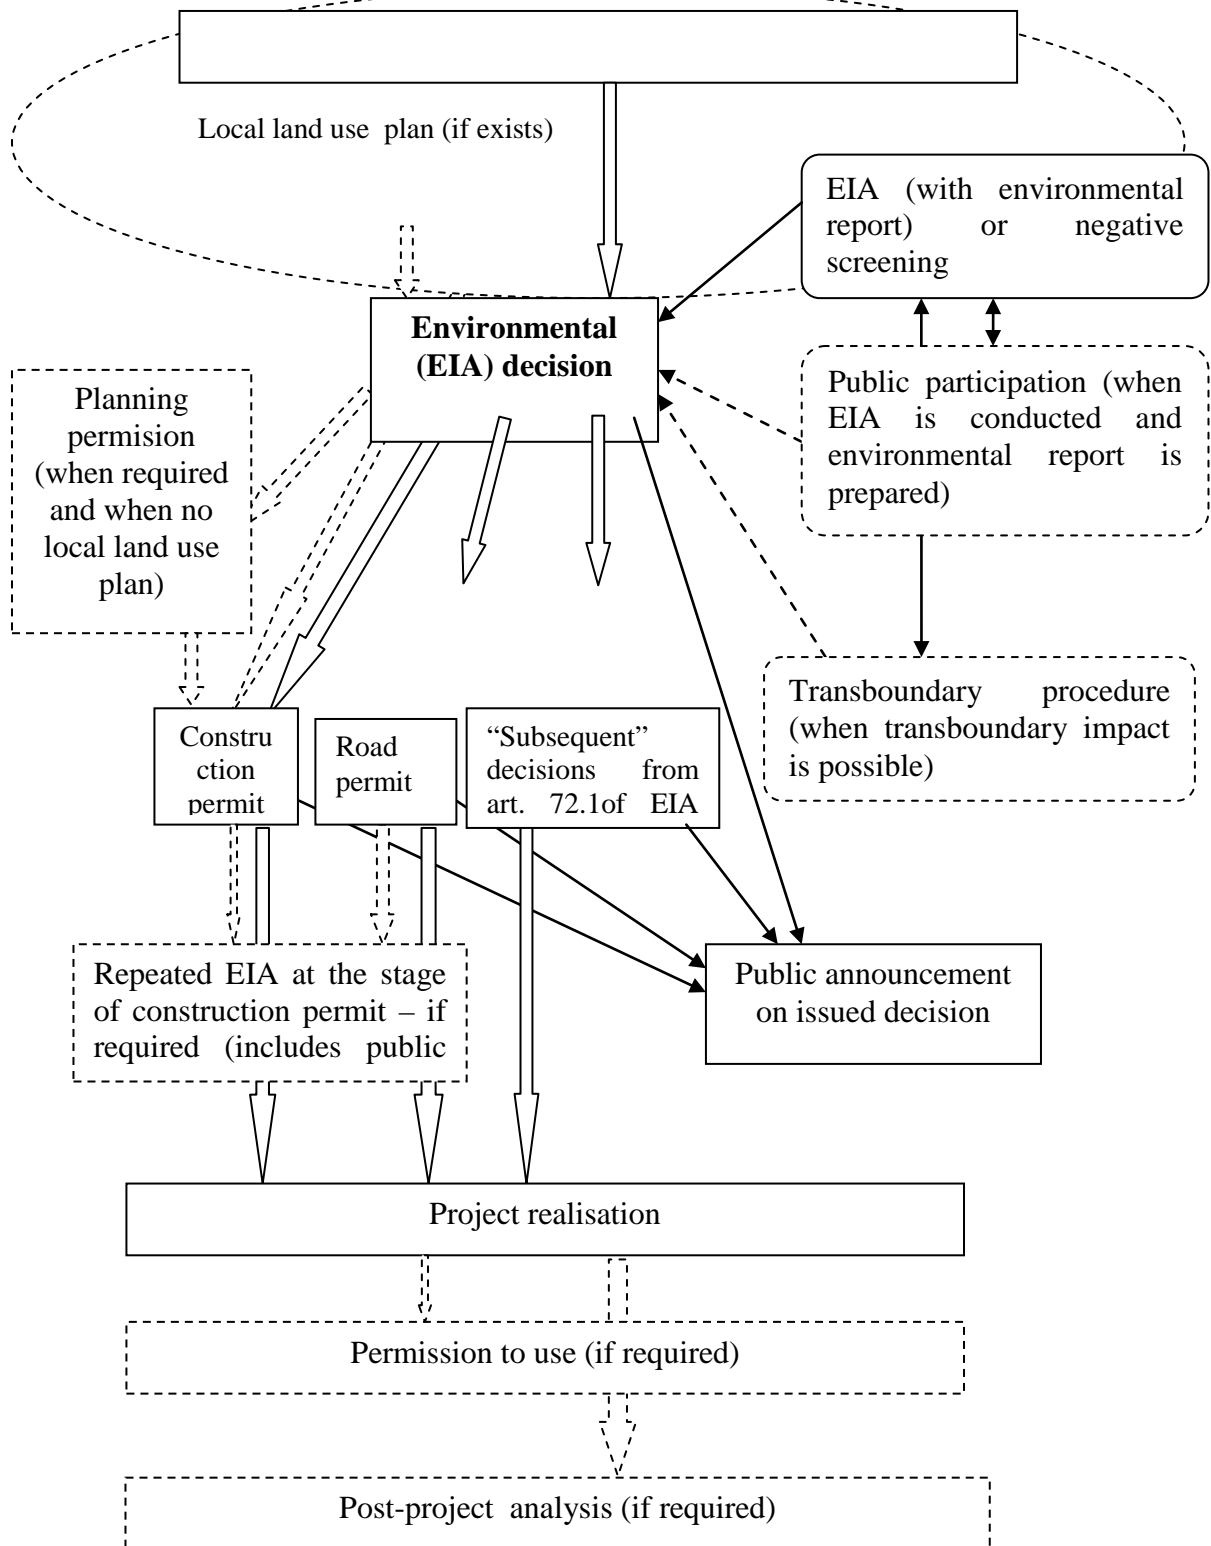 Local land use plan (if exists)
EIA (with environmental
report) or negative
screening
Environmental
(EIA) decision
Planning
permision
(when required
and when no
local land use
plan)
Public participation (when
EIA is conducted and
environmental report is
prepared)
Transboundary procedure
(when transboundary impact
is possible)
Constru
ction
permit
Road
permit
“Subsequent”
decisions from
art. 72.1of EIA
Repeated EIA at the stage
of construction permit – if
required (includes public
Public announcement
on issued decision
Project realisation
Permission to use (if required)
Post-project analysis (if required)